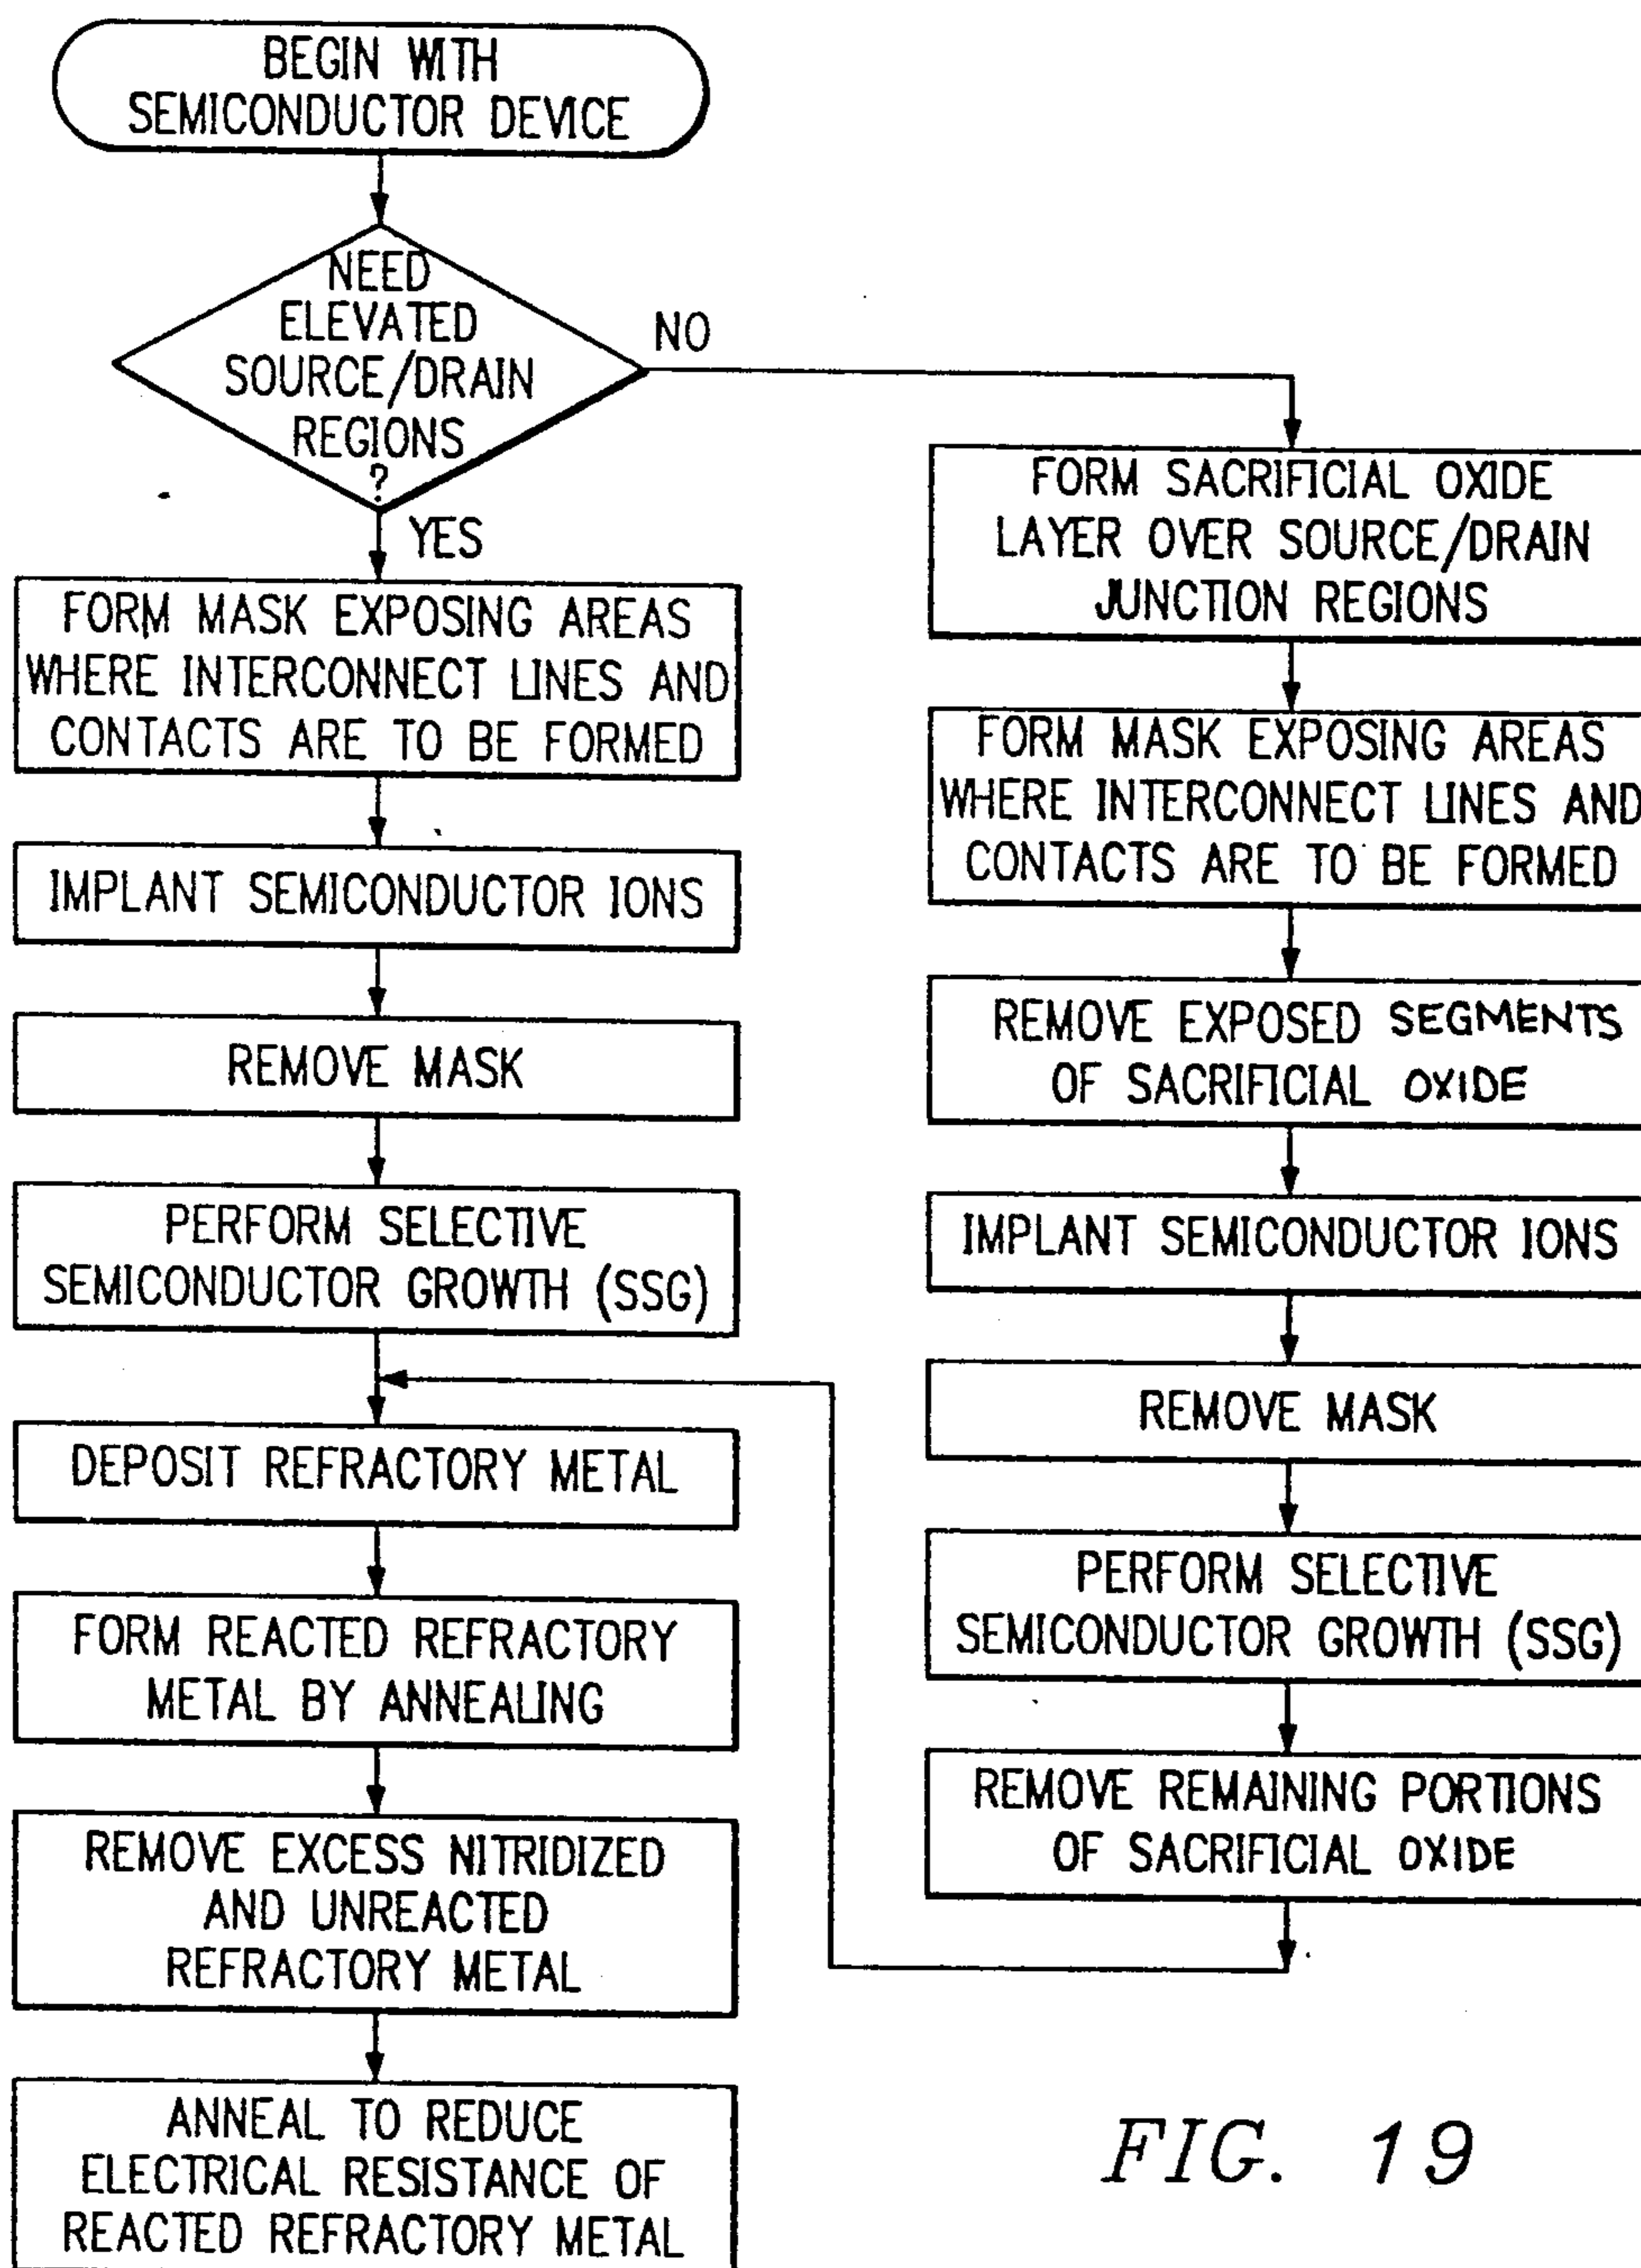 BEGIN WITH
SEMICONDUCTOR DEVICE
NEED
ELEVATED
SOURCE/DRAIN
REGIONS
?
NO
YES
FORM MASK EXPOSING AREAS
WHERE INTERCONNECT LINES AND
CONTACTS ARE TO BE FORMED
IMPLANT SEMICONDUCTOR IONS
REMOVE MASK
PERFORM SELECTIVE
SEMICONDUCTOR GROWTH (SSG)
DEPOSIT REFRACTORY METAL
FORM REACTED REFRACTORY
METAL BY ANNEALING
REMOVE EXCESS NITRIDIZED
AND UNREACTED
REFRACTORY METAL
ANNEAL TO REDUCE
ELECTRICAL RESISTANCE OF
REACTED REFRACTORY METAL
FORM SACRIFICIAL OXIDE
LAYER OVER SOURCE/DRAIN
JUNCTION REGIONS
FORM MASK EXPOSING AREAS
WHERE INTERCONNECT LINES AND
CONTACTS ARE TO BE FORMED
REMOVE EXPOSED SEGMENTS
OF SACRIFICIAL OXIDE
IMPLANT SEMICONDUCTOR IONS
REMOVE MASK
PERFORM SELECTIVE
SEMICONDUCTOR GROWTH (SSG)
REMOVE REMAINING PORTIONS
OF SACRIFICIAL OXIDE
FIG. 19